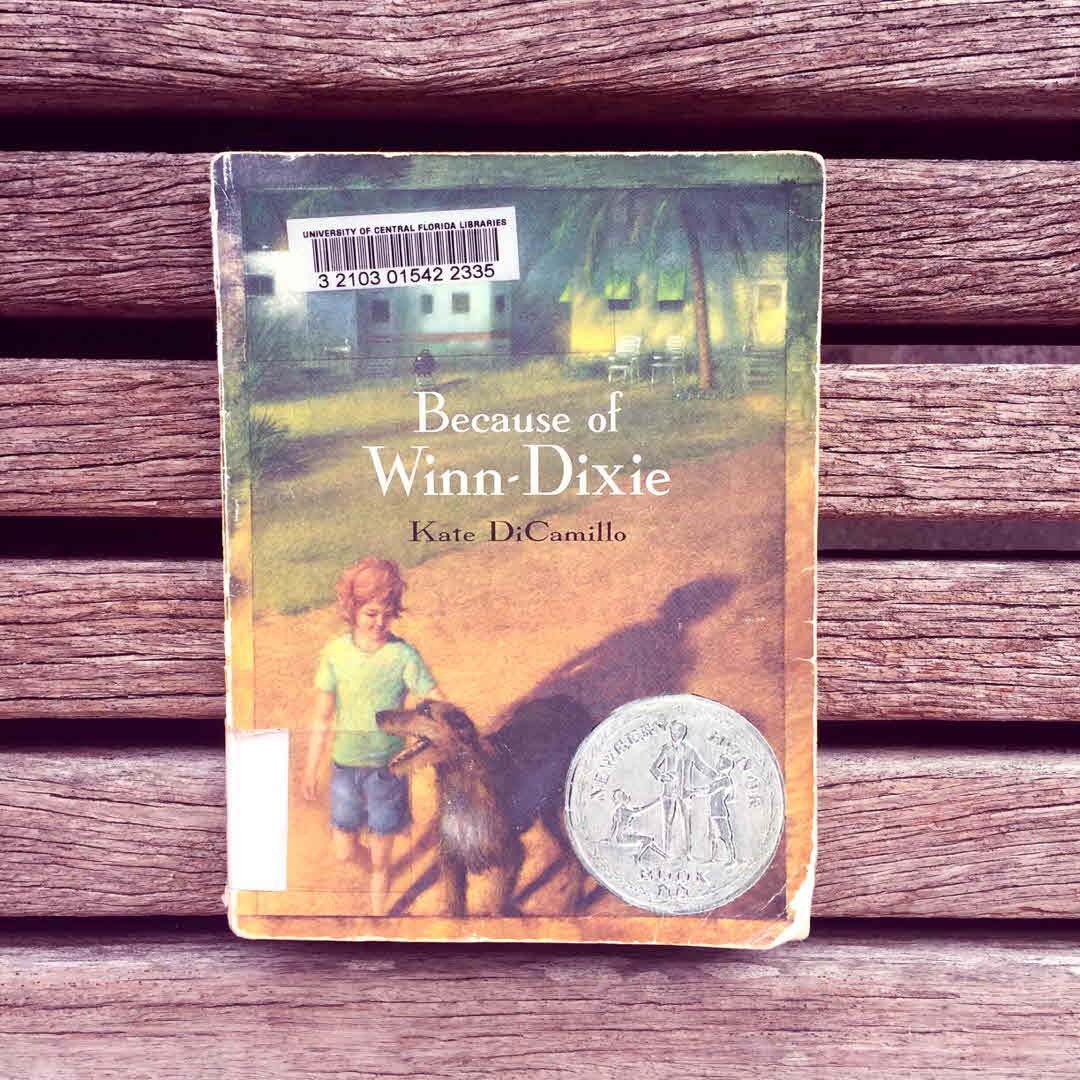 UNIVERSITY OF CENTRAL FLORIDA LIBRARIES
3 2103 01542 2335
Because of
Winn-Dixie
Kate DiCamillo
NEWBERY HONOR
BOOK